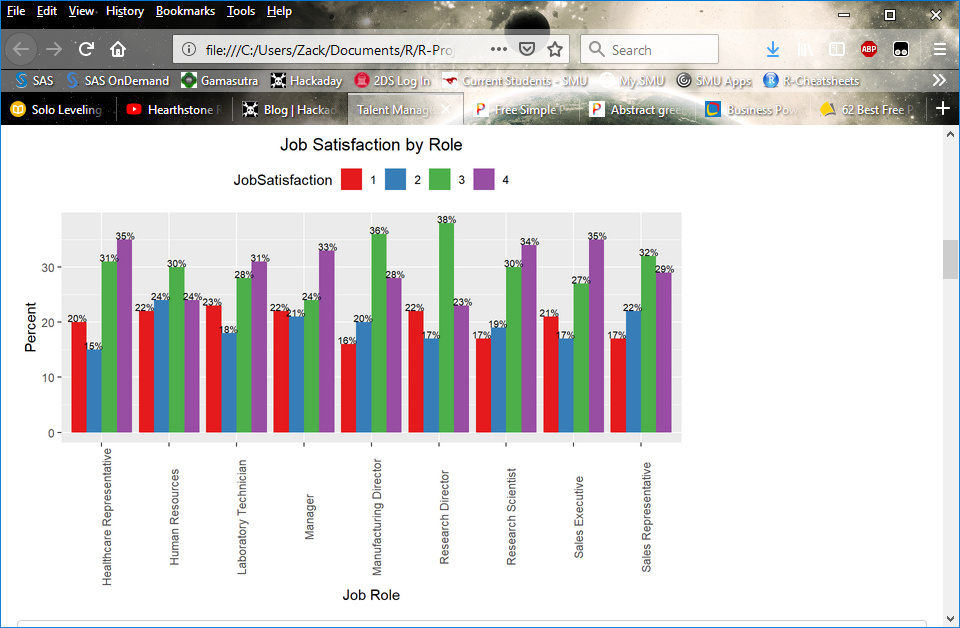 File Edit View History Bookmarks Tools Help
file:///C:/Users/Zack/Documents/R/R-Proj
Search
ABP
SAS SAS OnDemand Gamasutra Hackaday 2DS Log In Current Students - SMU My SMU SMU Apps R-Cheatsheets
Solo Leveling Hearthstone Blog | Hackad Talent Manag Free Simple P Abstract gree Business Pow 62 Best Free P
Job Satisfaction by Role
JobSatisfaction 1 2 3 4
Percent
30
20
10
0
20% 15% 31% 35%
22% 24% 30% 24%
23% 18% 28% 31%
22% 21% 24% 33%
16% 20% 36% 28%
22% 17% 38% 23%
17% 19% 30% 34%
21% 17% 27% 35%
17% 22% 32% 29%
Healthcare Representative
Human Resources
Laboratory Technician
Manager
Manufacturing Director
Research Director
Research Scientist
Sales Executive
Sales Representative
Job Role